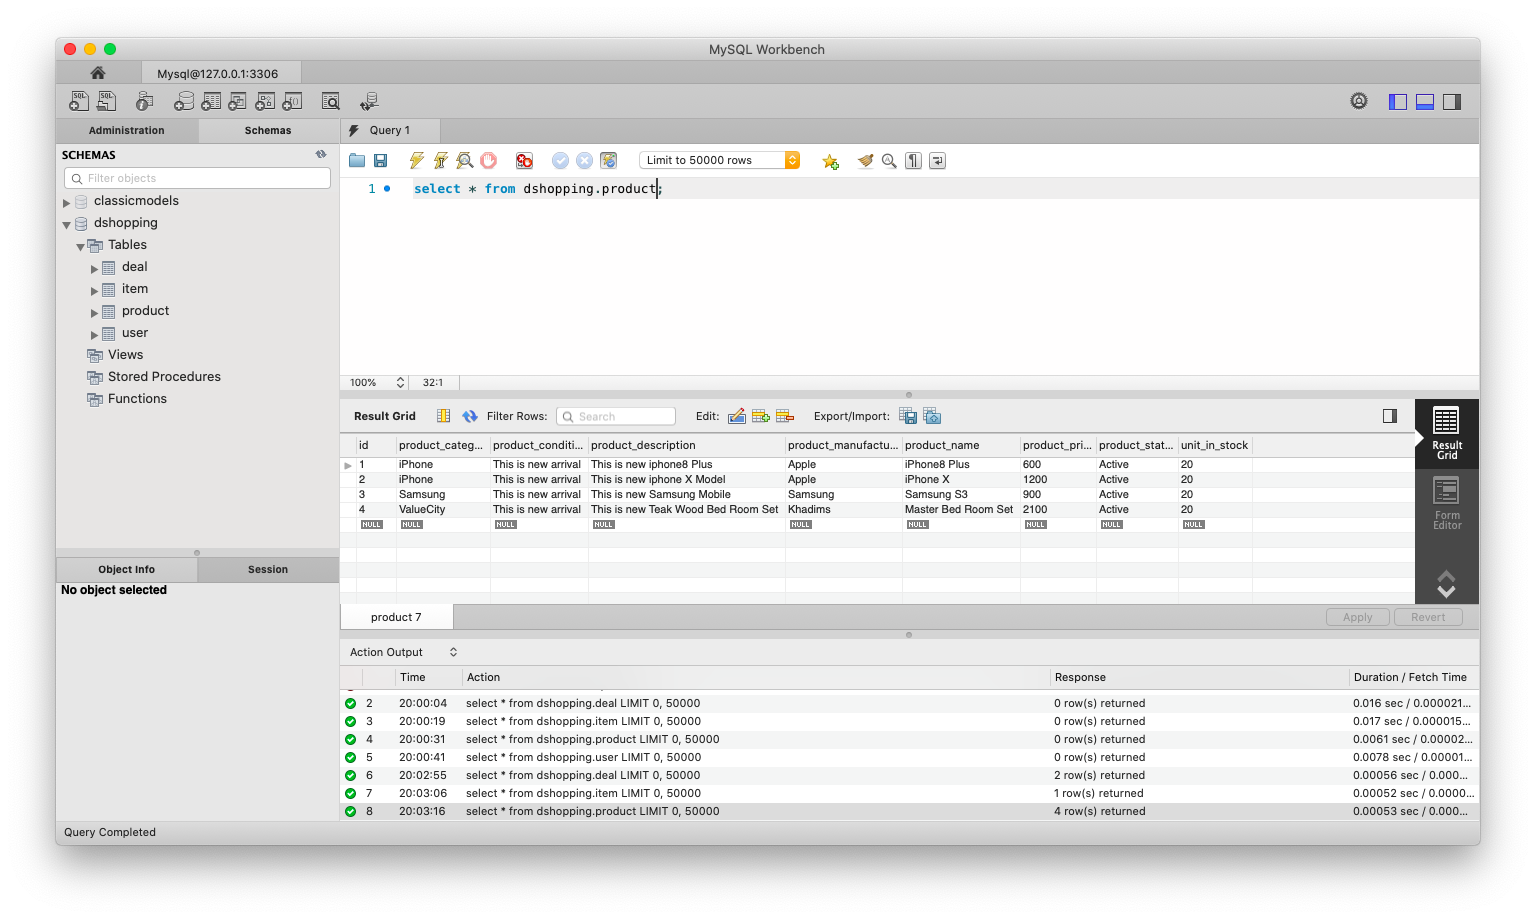 MySQL Workbench
Mysql@127.0.0.1:3306
Administration Schemas Query 1
SCHEMAS
Filter objects
Limit to 50000 rows
1 select * from dshopping.product;
classicmodels
dshopping
Tables
deal
item
product
user
Views
Stored Procedures
Functions
100% 32:1
Result Grid Filter Rows: Search Edit: Export/Import:
Result Grid
Form Editor
id product_categ... product_conditi... product_description product_manufactu... product_name product_pri... product_stat... unit_in_stock
1 iPhone This is new arrival This is new iphone8 Plus Apple iPhone8 Plus 600 Active 20
2 iPhone This is new arrival This is new iphone X Model Apple iPhone X 1200 Active 20
3 Samsung This is new arrival This is new Samsung Mobile Samsung Samsung S3 900 Active 20
4 ValueCity This is new arrival This is new Teak Wood Bed Room Set Khadims Master Bed Room Set 2100 Active 20
NULL NULL NULL NULL NULL NULL NULL NULL NULL
Object Info Session
No object selected
product 7 Apply Revert
Action Output
Time Action Response Duration / Fetch Time
2 20:00:04 select * from dshopping.deal LIMIT 0, 50000 0 row(s) returned 0.016 sec / 0.000021...
3 20:00:19 select * from dshopping.item LIMIT 0, 50000 0 row(s) returned 0.017 sec / 0.000015...
4 20:00:31 select * from dshopping.product LIMIT 0, 50000 0 row(s) returned 0.0061 sec / 0.00002...
5 20:00:41 select * from dshopping.user LIMIT 0, 50000 0 row(s) returned 0.0078 sec / 0.00001...
6 20:02:55 select * from dshopping.deal LIMIT 0, 50000 2 row(s) returned 0.00056 sec / 0.000...
7 20:03:06 select * from dshopping.item LIMIT 0, 50000 1 row(s) returned 0.00052 sec / 0.0000...
8 20:03:16 select * from dshopping.product LIMIT 0, 50000 4 row(s) returned 0.00053 sec / 0.000...
Query Completed